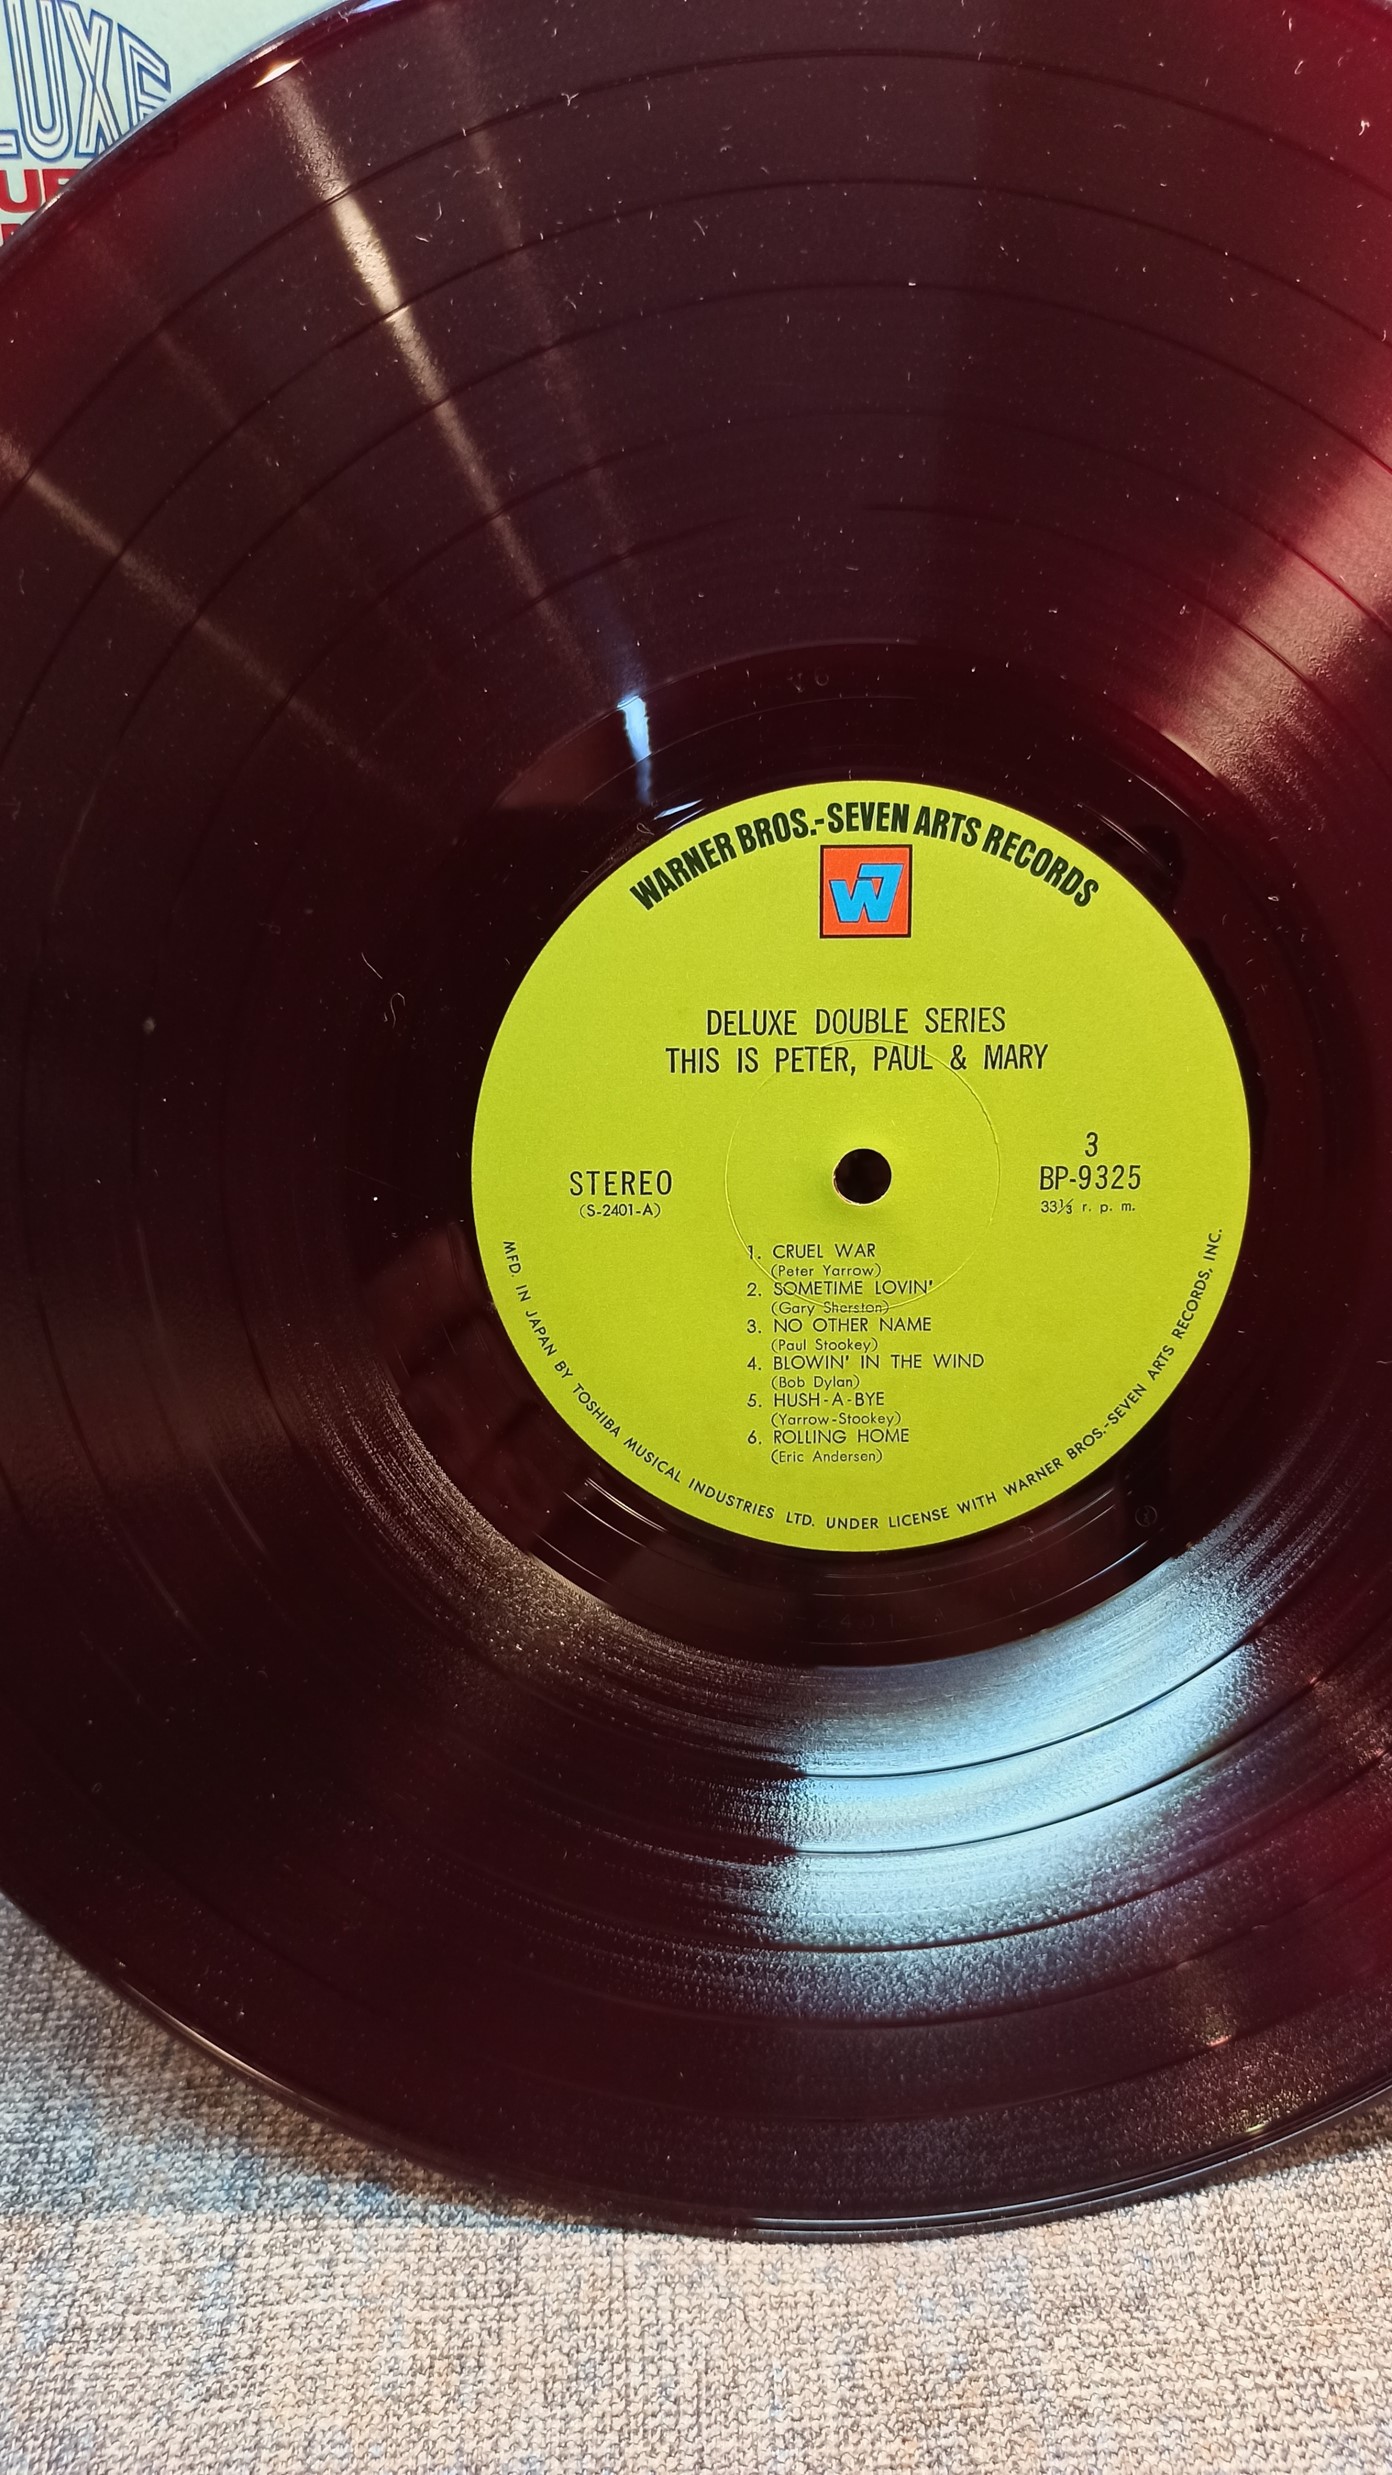 LUXE
WARNER BROS.-SEVEN ARTS RECORDS
W7
DELUXE DOUBLE SERIES
THIS IS PETER, PAUL & MARY
3
STEREO
BP-9325
(S-2401-A)
33⅓ r. p. m.
1. CRUEL WAR
(Peter Yarrow)
2. SOMETIME LOVIN'
(Gary Sherston)
3. NO OTHER NAME
(Paul Stookey)
4. BLOWIN' IN THE WIND
(Bob Dylan)
5. HUSH-A-BYE
(Yarrow-Stookey)
6. ROLLING HOME
(Eric Andersen)
MFD. IN JAPAN BY TOSHIBA MUSICAL INDUSTRIES LTD. UNDER LICENSE WITH WARNER BROS.-SEVEN ARTS RECORDS, INC.